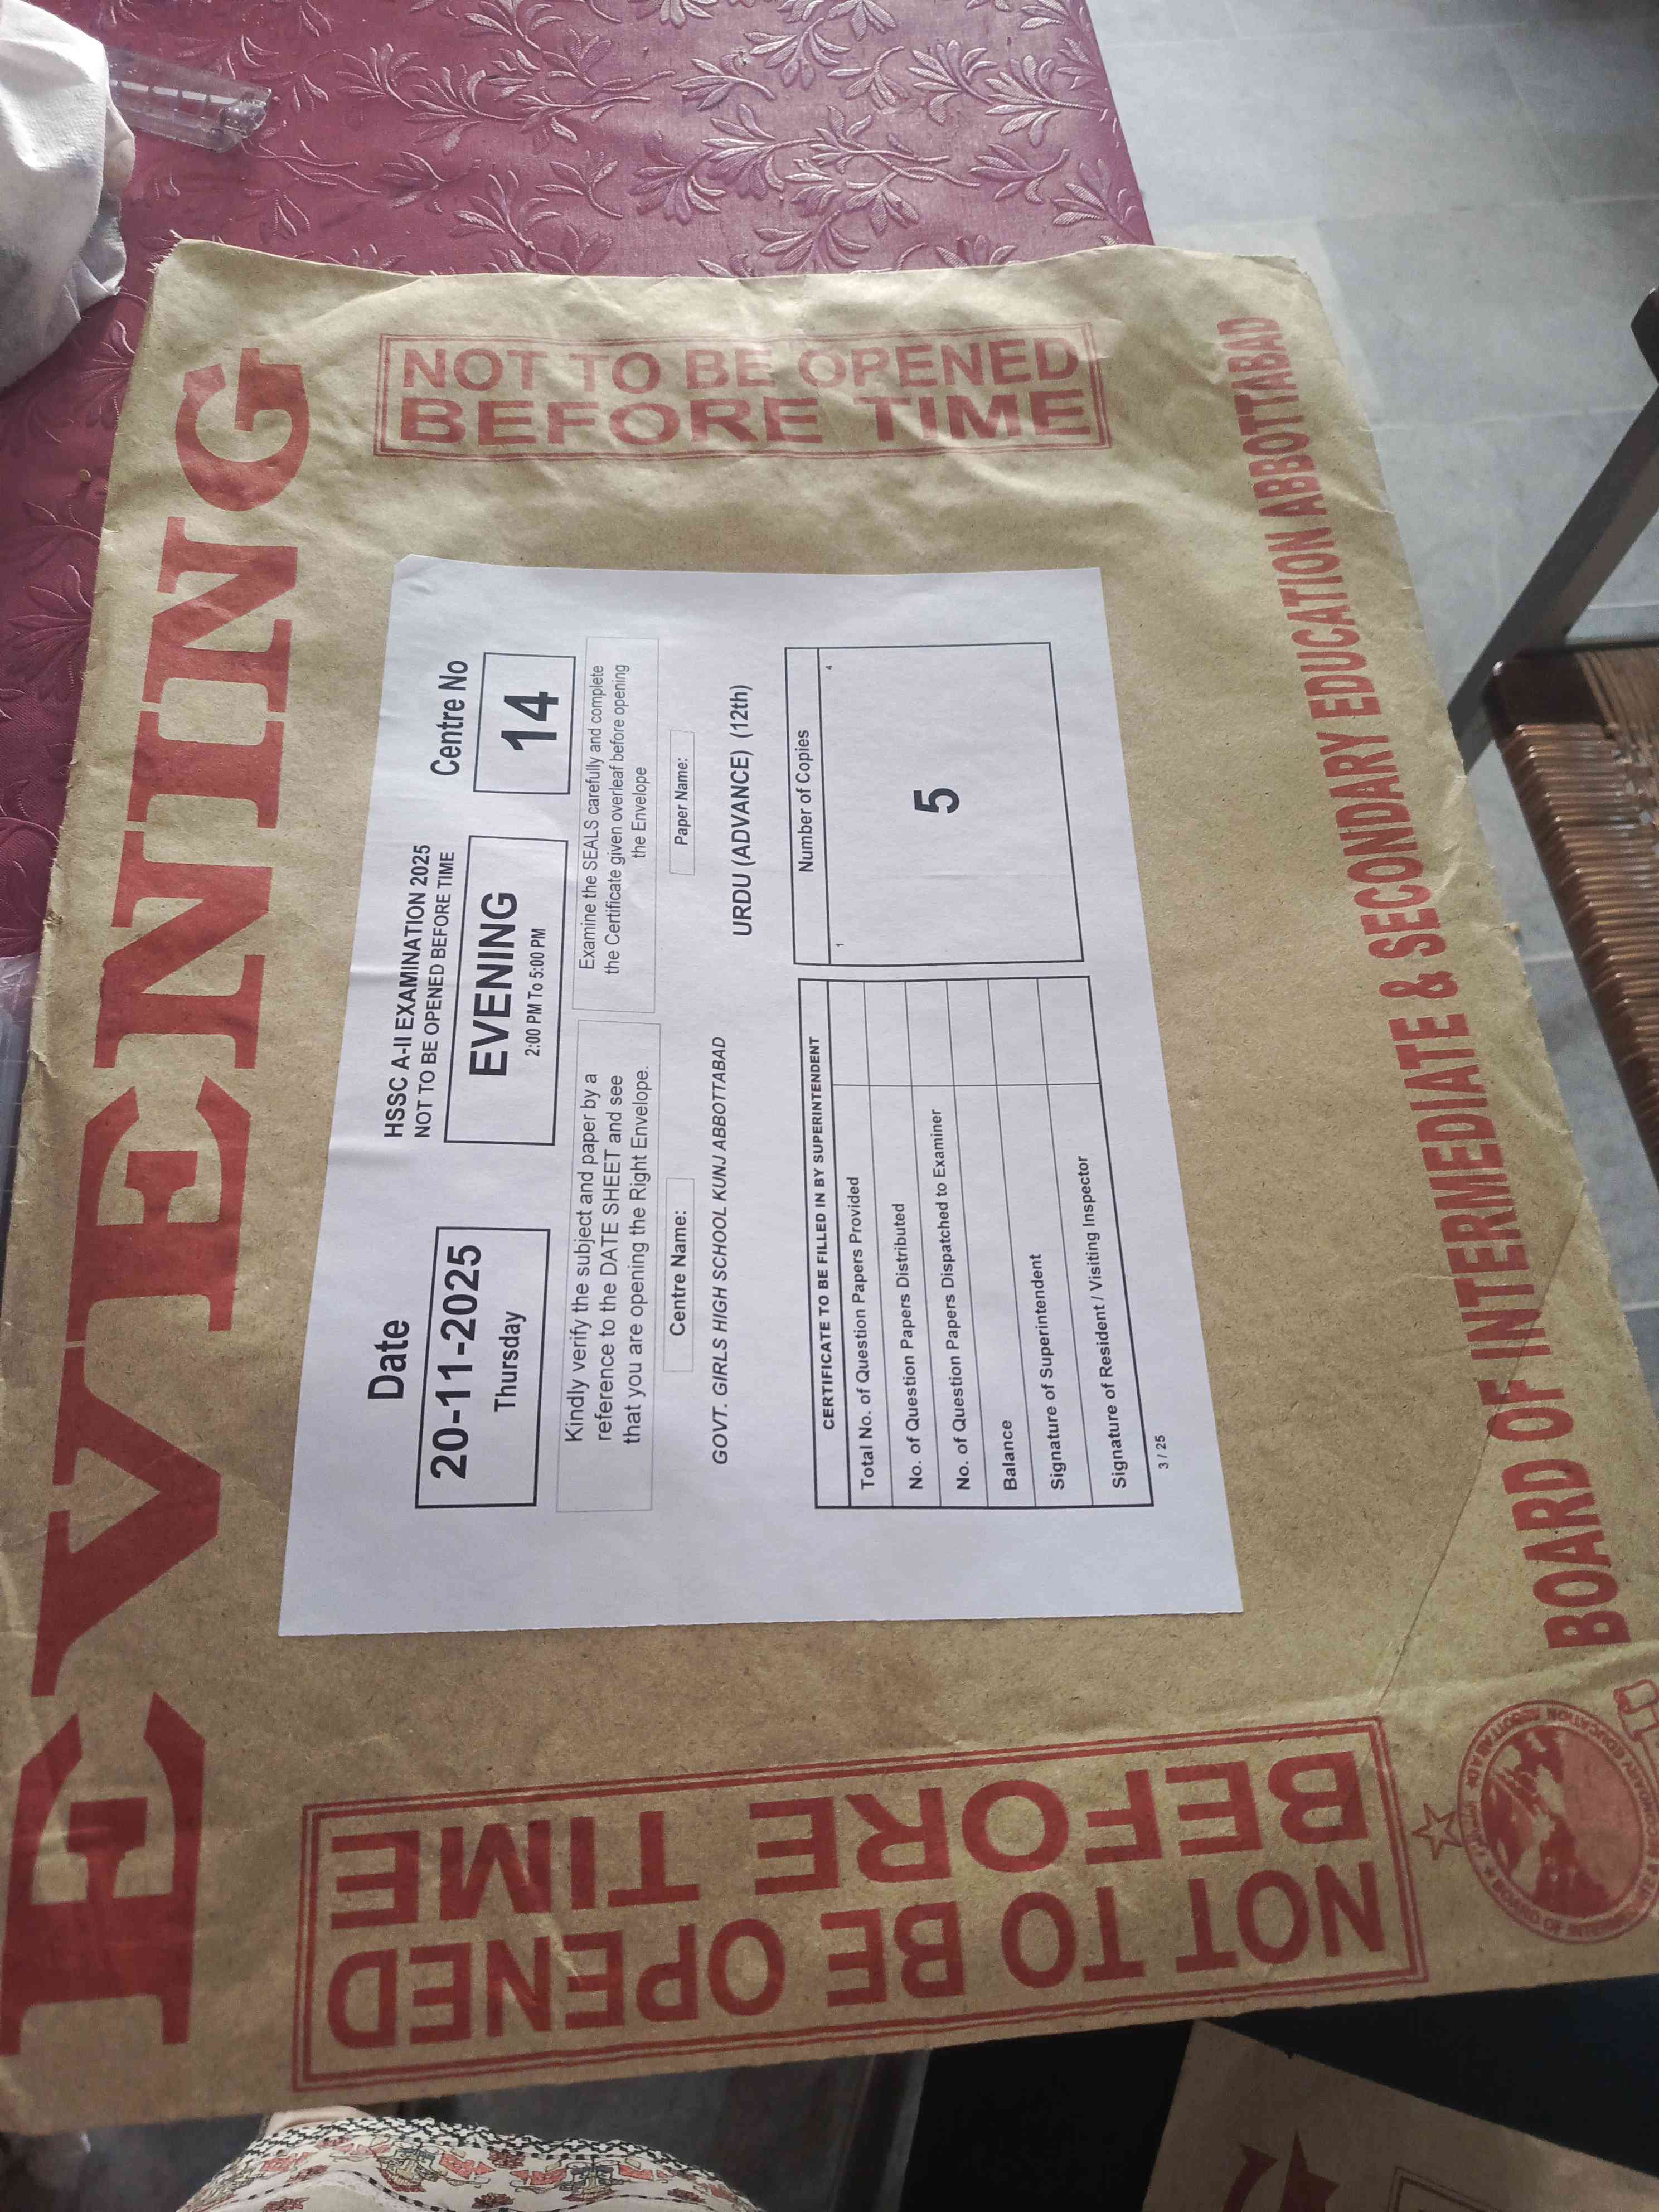 EVENING
NOT TO BE OPENED
BEFORE TIME
NOT TO BE OPENED
BEFORE TIME
Date
20-11-2025
Thursday
HSSC A-II EXAMINATION 2025
NOT TO BE OPENED BEFORE TIME
EVENING
2:00 PM To 5:00 PM
Centre No
14
Kindly verify the subject and paper by a
reference to the DATE SHEET and see
that you are opening the Right Envelope.
Examine the SEALS carefully and complete
the Certificate given overleaf before opening
the Envelope
Centre Name:
GOVT. GIRLS HIGH SCHOOL KUNJ ABBOTTABAD
Paper Name:
URDU (ADVANCE) (12th)
CERTIFICATE TO BE FILLED IN BY SUPERINTENDENT
Total No. of Question Papers Provided
No. of Question Papers Distributed
No. of Question Papers Dispatched to Examiner
Balance
Signature of Superintendent
Signature of Resident / Visiting Inspector
Number of Copies
1
4
5
3 / 25
BOARD OF INTERMEDIATE & SECONDARY EDUCATION ABBOTTABAD